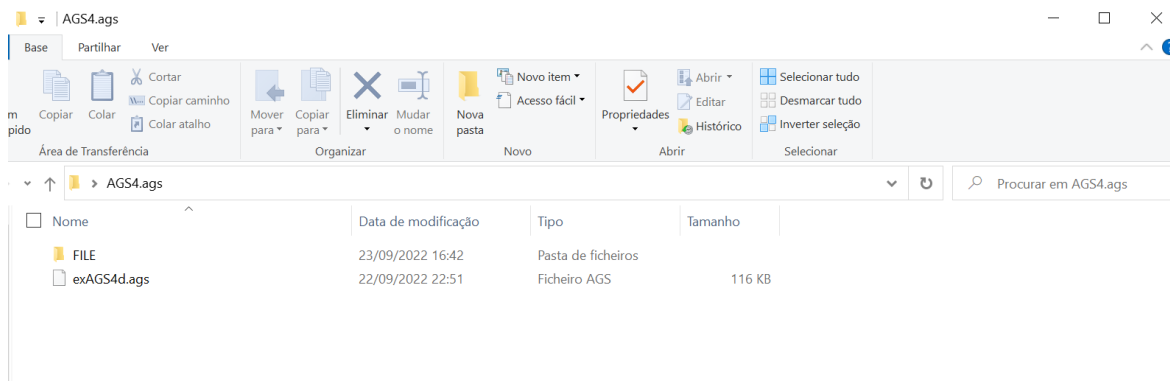 AGS4.ags
Base Partilhar Ver
Copiar Colar Cortar Copiar caminho Colar atalho
Mover para Copiar para Eliminar Mudar o nome
Nova pasta Novo item Acesso fácil
Propriedades Abrir Editar Histórico
Selecionar tudo Desmarcar tudo Inverter seleção
m
pido
Área de Transferência Organizar Novo Abrir Selecionar
AGS4.ags Procurar em AGS4.ags
Nome Data de modificação Tipo Tamanho
FILE 23/09/2022 16:42 Pasta de ficheiros
exAGS4d.ags 22/09/2022 22:51 Ficheiro AGS 116 KB